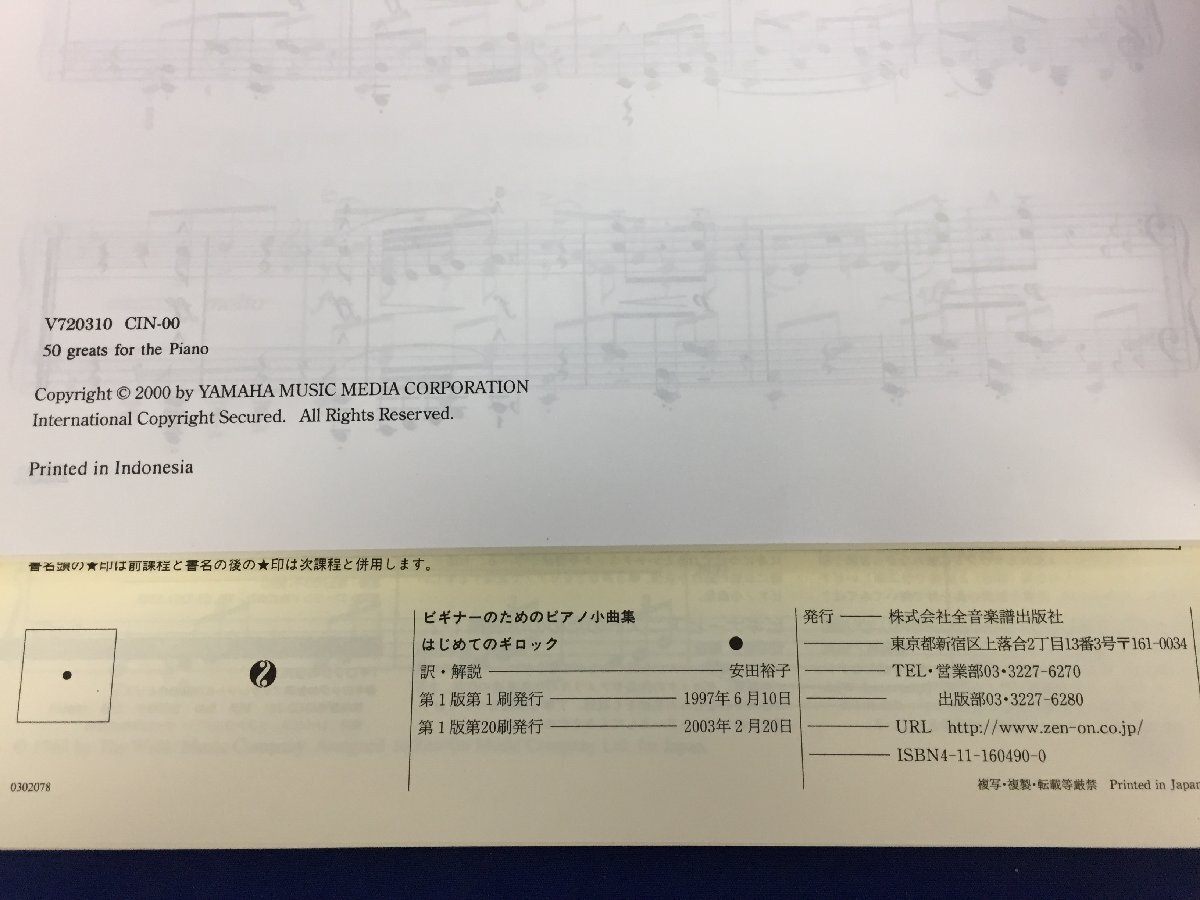 V720310 CIN-00
50 greats for the Piano
Copyright © 2000 by YAMAHA MUSIC MEDIA CORPORATION
International Copyright Secured. All Rights Reserved.
Printed in Indonesia
書名頭の★印は前課程と書名の後の★印は次課程と併用します。
ビギナーのためのピアノ小曲集
はじめてのギロック ●
訳・解説 ―― 安田裕子
第1版第1刷発行 ―― 1997年6月10日
第1版第20刷発行 ―― 2003年2月20日
発行 ―― 株式会社全音楽譜出版社
―― 東京都新宿区上落合2丁目13番3号〒161-0034
―― TEL・営業部03・3227-6270
―― 出版部03・3227-6280
―― URL http://www.zen-on.co.jp/
―― ISBN4-11-160490-0
0302078
複写・複製・転載等厳禁 Printed in Japan